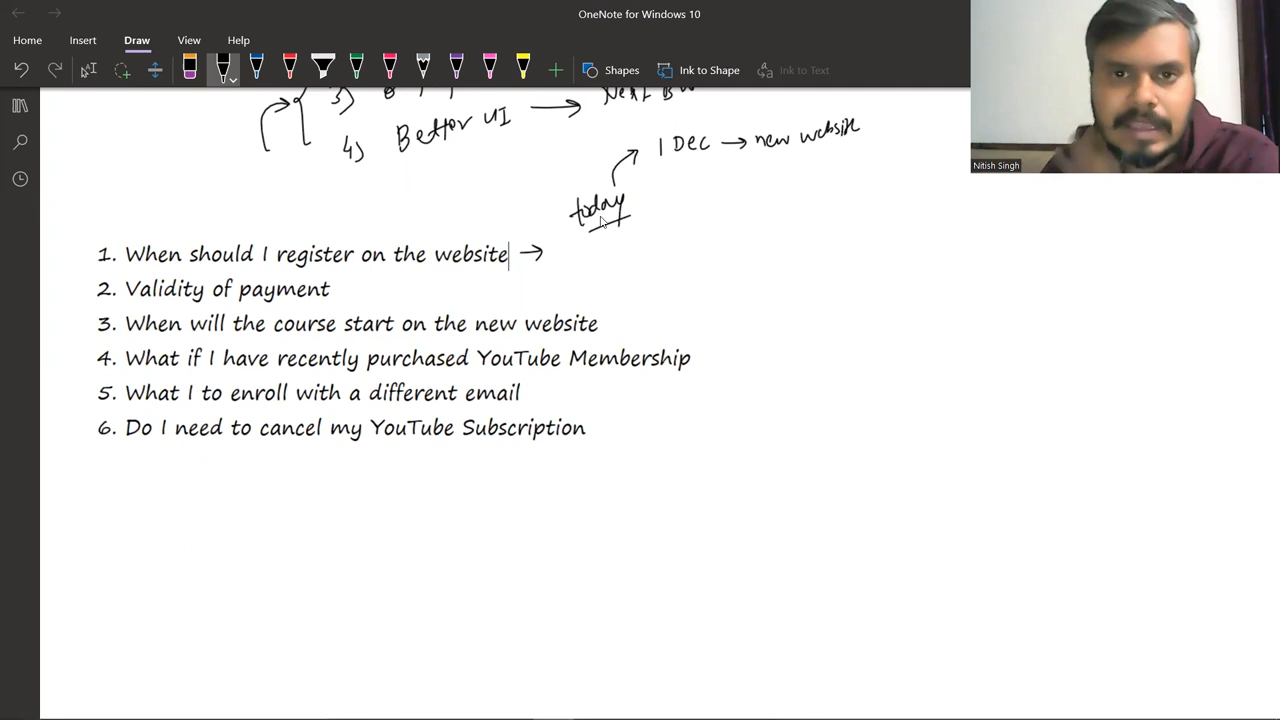 OneNote for Windows 10
Home Insert Draw View Help
Shapes Ink to Shape Ink to Text
3)
4) Better UI → Next
1 Dec → new website
today
Nitish Singh
1. When should I register on the website →
2. Validity of payment
3. When will the course start on the new website
4. What if I have recently purchased YouTube Membership
5. What I to enroll with a different email
6. Do I need to cancel my YouTube Subscription